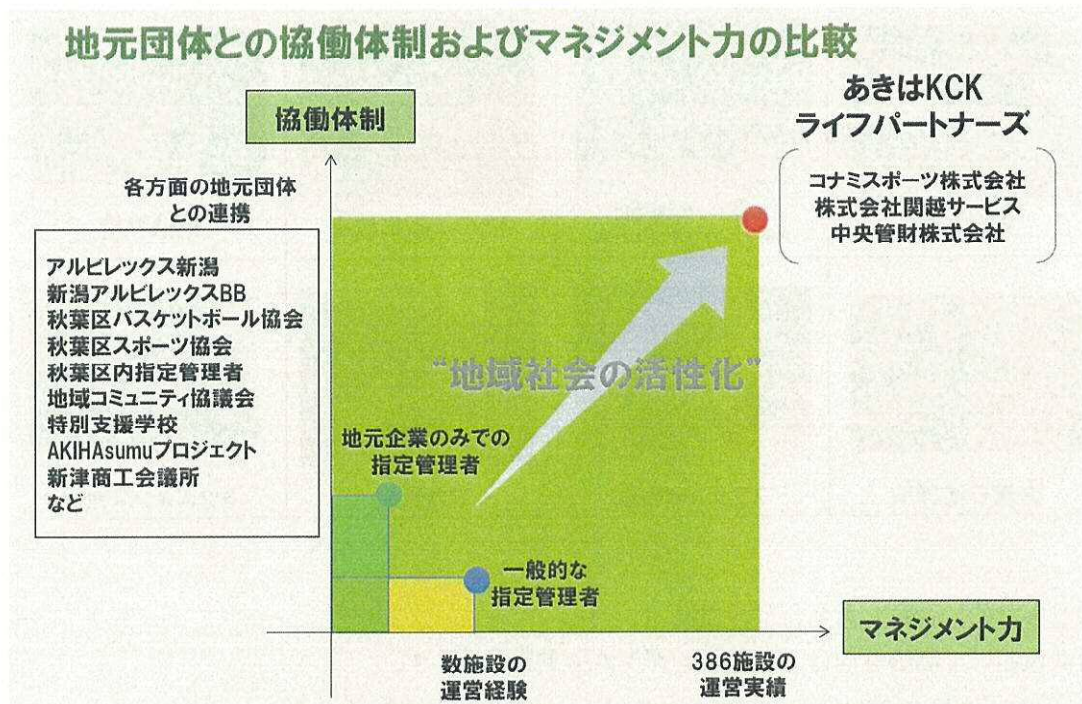 地元団体との協働体制およびマネジメント力の比較
協働体制
あきはKCK
ライフパートナーズ
コナミスポーツ株式会社
株式会社関越サービス
中央管財株式会社
各方面の地元団体
との連携
アルビレックス新潟
新潟アルビレックスBB
秋葉区バスケットボール協会
秋葉区スポーツ協会
秋葉区内指定管理者
地域コミュニティ協議会
特別支援学校
AKIHAsumuプロジェクト
新津商工会議所
など
“地域社会の活性化”
地元企業のみでの
指定管理者
一般的な
指定管理者
マネジメント力
数施設の
運営経験
386施設の
運営実績